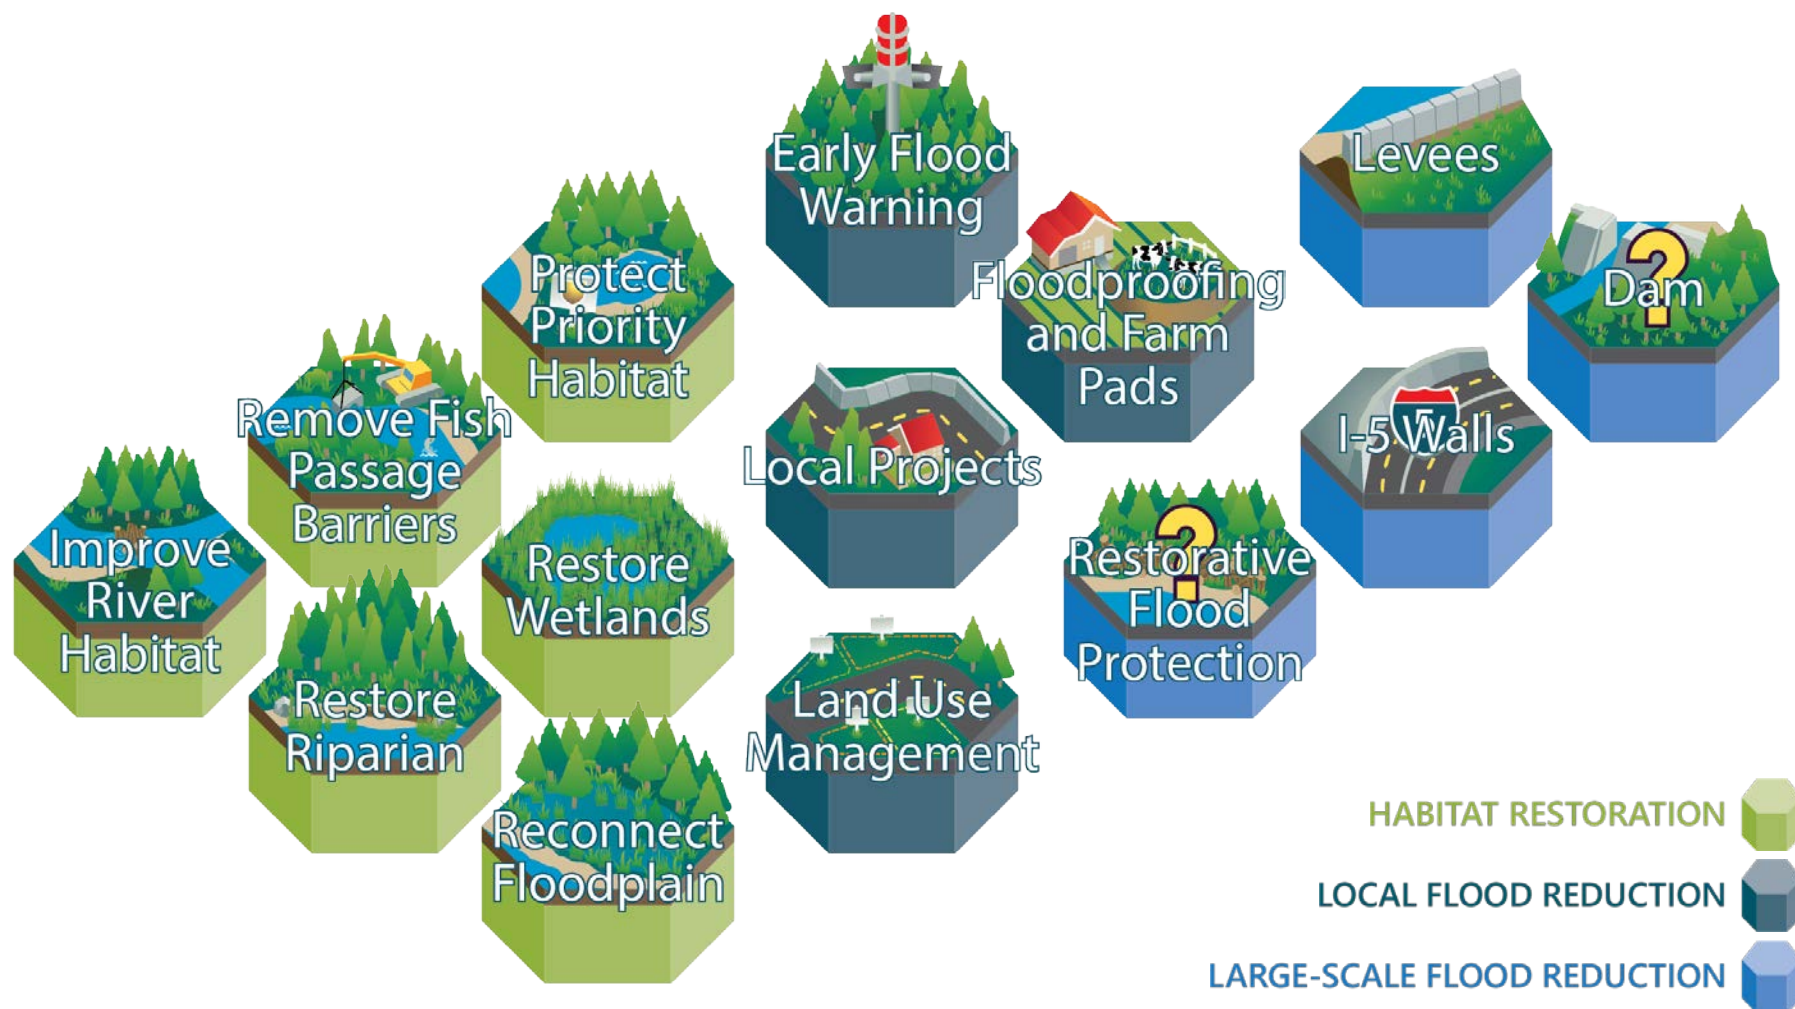 Early Flood
Warning
Levees
Protect
Priority
Habitat
Floodproofing
and Farm
Pads
?
Dam
Remove Fish
Passage
Barriers
Local Projects
5
I-5 Walls
Improve
River
Habitat
Restore
Wetlands
?
Restorative
Flood
Protection
Restore
Riparian
Land Use
Management
Reconnect
Floodplain
HABITAT RESTORATION
LOCAL FLOOD REDUCTION
LARGE-SCALE FLOOD REDUCTION